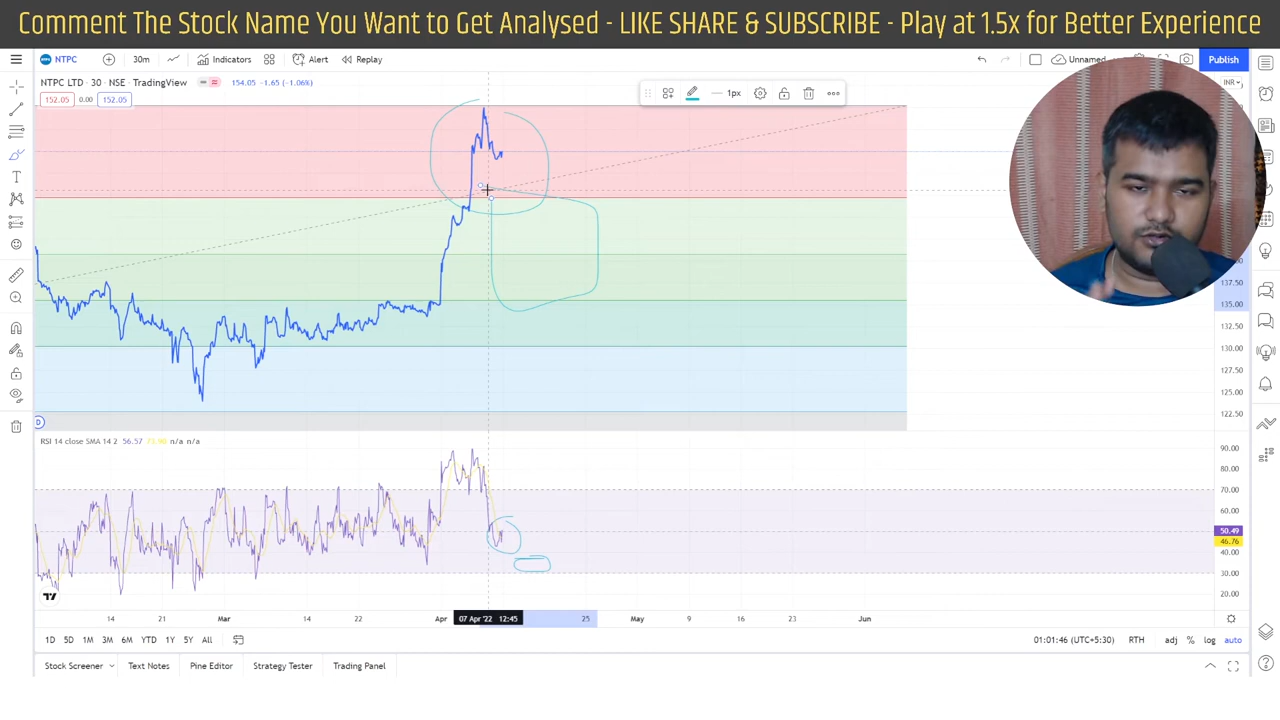 Comment The Stock Name You Want to Get Analysed - LIKE SHARE & SUBSCRIBE - Play at 1.5x for Better Experience
NTPC 30m Indicators Alert Replay Unnamed Publish
NTPC LTD · 30 · NSE · TradingView 154.05 -1.65 (-1.06%)
152.05 0.00 152.05
1px
INR
137.50
135.00
132.50
130.00
127.50
125.00
122.50
D
RSI 14 close SMA 14 2 56.57 73.90 n/a n/a
90.00
80.00
70.00
60.00
50.49
46.76
40.00
30.00
20.00
14 22 Mar 14 22 Apr 07 Apr '22 12:45 25 May 9 16 23 Jun
1D 5D 1M 3M 6M YTD 1Y 5Y All 01:01:46 (UTC+5:30) RTH adj % log auto
Stock Screener Text Notes Pine Editor Strategy Tester Trading Panel